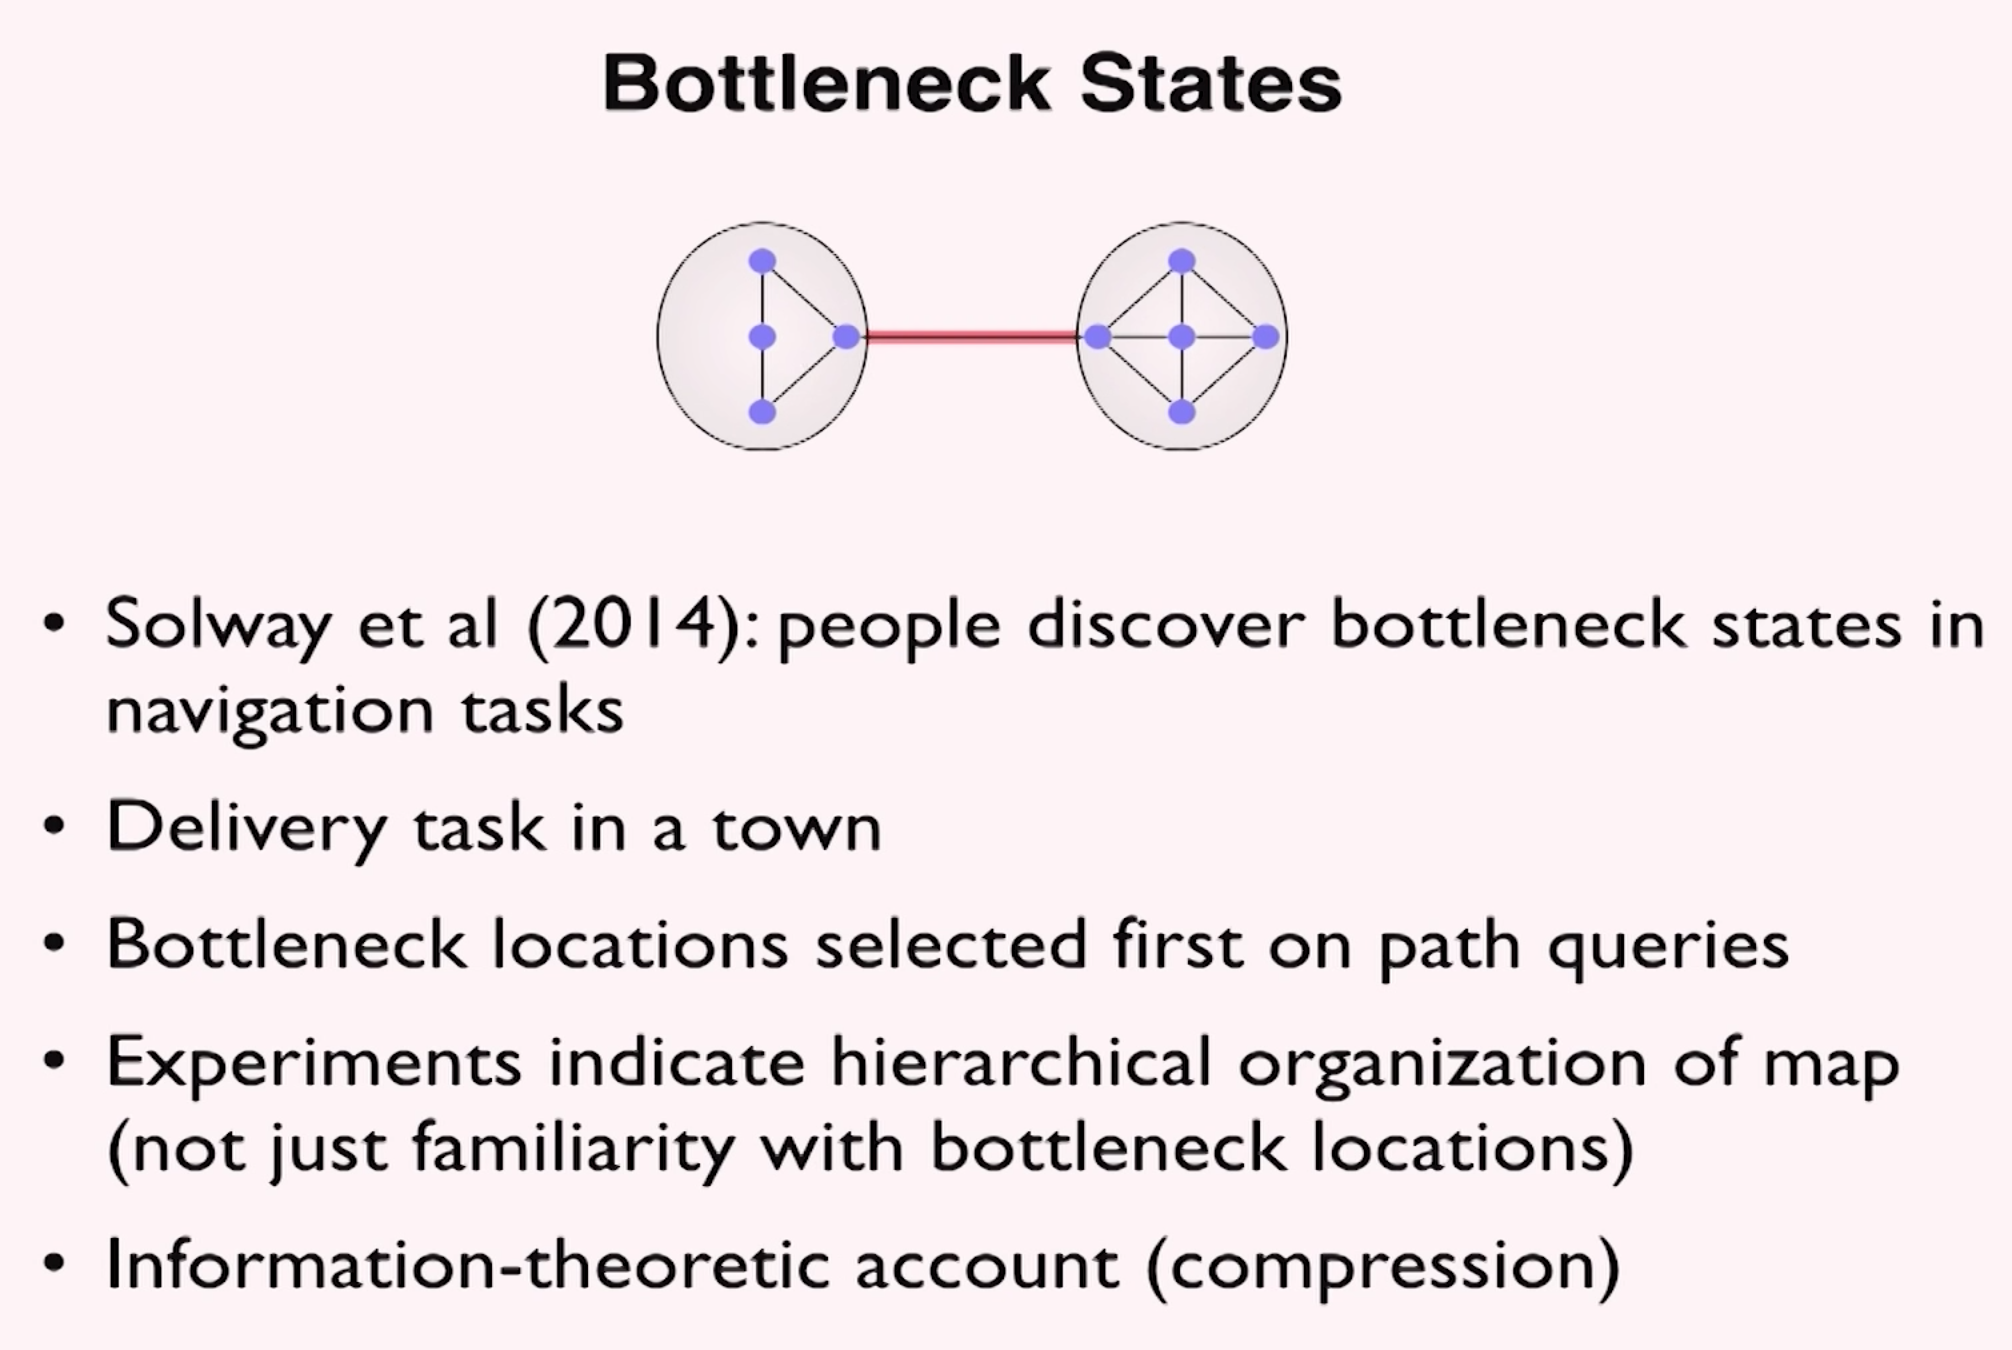 Bottleneck States
• Solway et al (2014): people discover bottleneck states in
navigation tasks
• Delivery task in a town
• Bottleneck locations selected first on path queries
• Experiments indicate hierarchical organization of map
(not just familiarity with bottleneck locations)
• Information-theoretic account (compression)